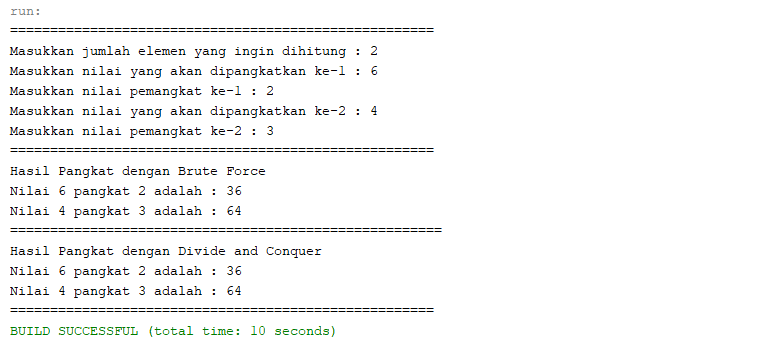 run:
=====================================================
Masukkan jumlah elemen yang ingin dihitung : 2
Masukkan nilai yang akan dipangkatkan ke-1 : 6
Masukkan nilai pemangkat ke-1 : 2
Masukkan nilai yang akan dipangkatkan ke-2 : 4
Masukkan nilai pemangkat ke-2 : 3
=====================================================
Hasil Pangkat dengan Brute Force
Nilai 6 pangkat 2 adalah : 36
Nilai 4 pangkat 3 adalah : 64
======================================================
Hasil Pangkat dengan Divide and Conquer
Nilai 6 pangkat 2 adalah : 36
Nilai 4 pangkat 3 adalah : 64
=====================================================
BUILD SUCCESSFUL (total time: 10 seconds)